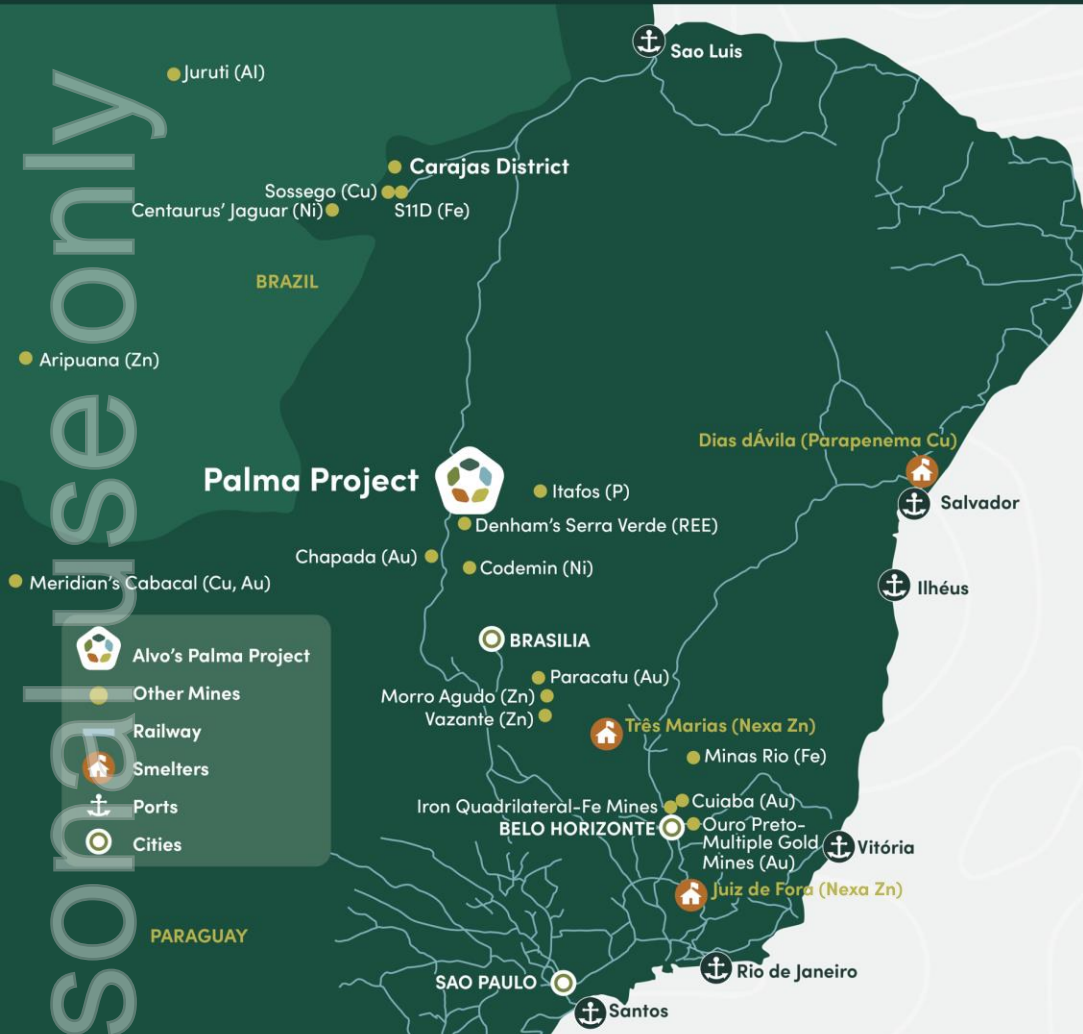 Sao Luis
Juruti (Al)
Carajas District
Sossego (Cu)
S11D (Fe)
Centaurus' Jaguar (Ni)
BRAZIL
Aripuana (Zn)
Dias dÁvila (Parapenema Cu)
Palma Project
Itafos (P)
Salvador
Denham's Serra Verde (REE)
Chapada (Au)
Codemin (Ni)
Meridian's Cabacal (Cu, Au)
Ilhéus
BRASILIA
Alvo's Palma Project
Other Mines
Railway
Smelters
Ports
Cities
Paracatu (Au)
Morro Agudo (Zn)
Vazante (Zn)
Três Marias (Nexa Zn)
Minas Rio (Fe)
Cuiaba (Au)
Iron Quadrilateral-Fe Mines
BELO HORIZONTE
Ouro Preto-
Multiple Gold
Mines (Au)
Vitória
Juiz de Fora (Nexa Zn)
PARAGUAY
Rio de Janeiro
SAO PAULO
Santos
sonal use only